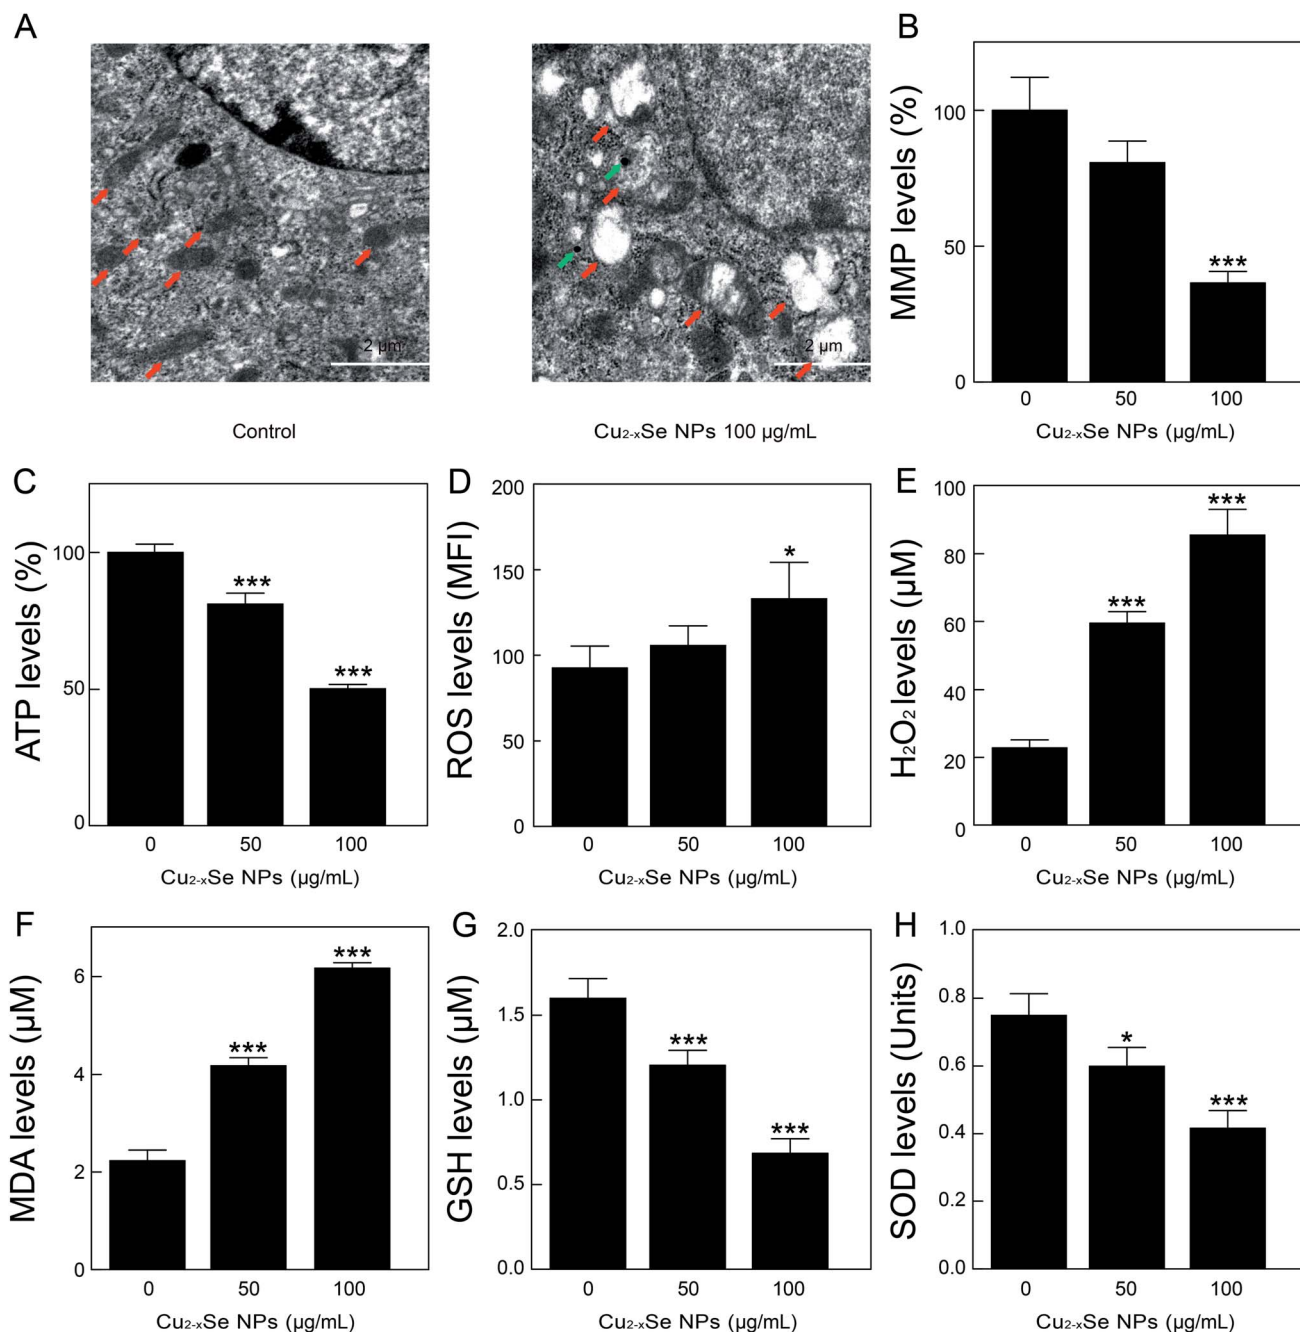 A
2 μm
Control
2 μm
Cu₂₋ₓSe NPs 100 μg/mL
B
MMP levels (%)
100
50
0
***
0 50 100
Cu₂₋ₓSe NPs (μg/mL)
C
ATP levels (%)
100
50
0
***
***
0 50 100
Cu₂₋ₓSe NPs (μg/mL)
D
ROS levels (MFI)
200
150
100
50
0
*
0 50 100
Cu₂₋ₓSe NPs (μg/mL)
E
H₂O₂ levels (μM)
100
80
60
40
20
0
***
***
0 50 100
Cu₂₋ₓSe NPs (μg/mL)
F
MDA levels (μM)
6
4
2
0
***
***
0 50 100
Cu₂₋ₓSe NPs (μg/mL)
G
GSH levels (μM)
2.0
1.5
1.0
0.5
0.0
***
***
0 50 100
Cu₂₋ₓSe NPs (μg/mL)
H
SOD levels (Units)
1.0
0.8
0.6
0.4
0.2
0.0
*
***
0 50 100
Cu₂₋ₓSe NPs (μg/mL)